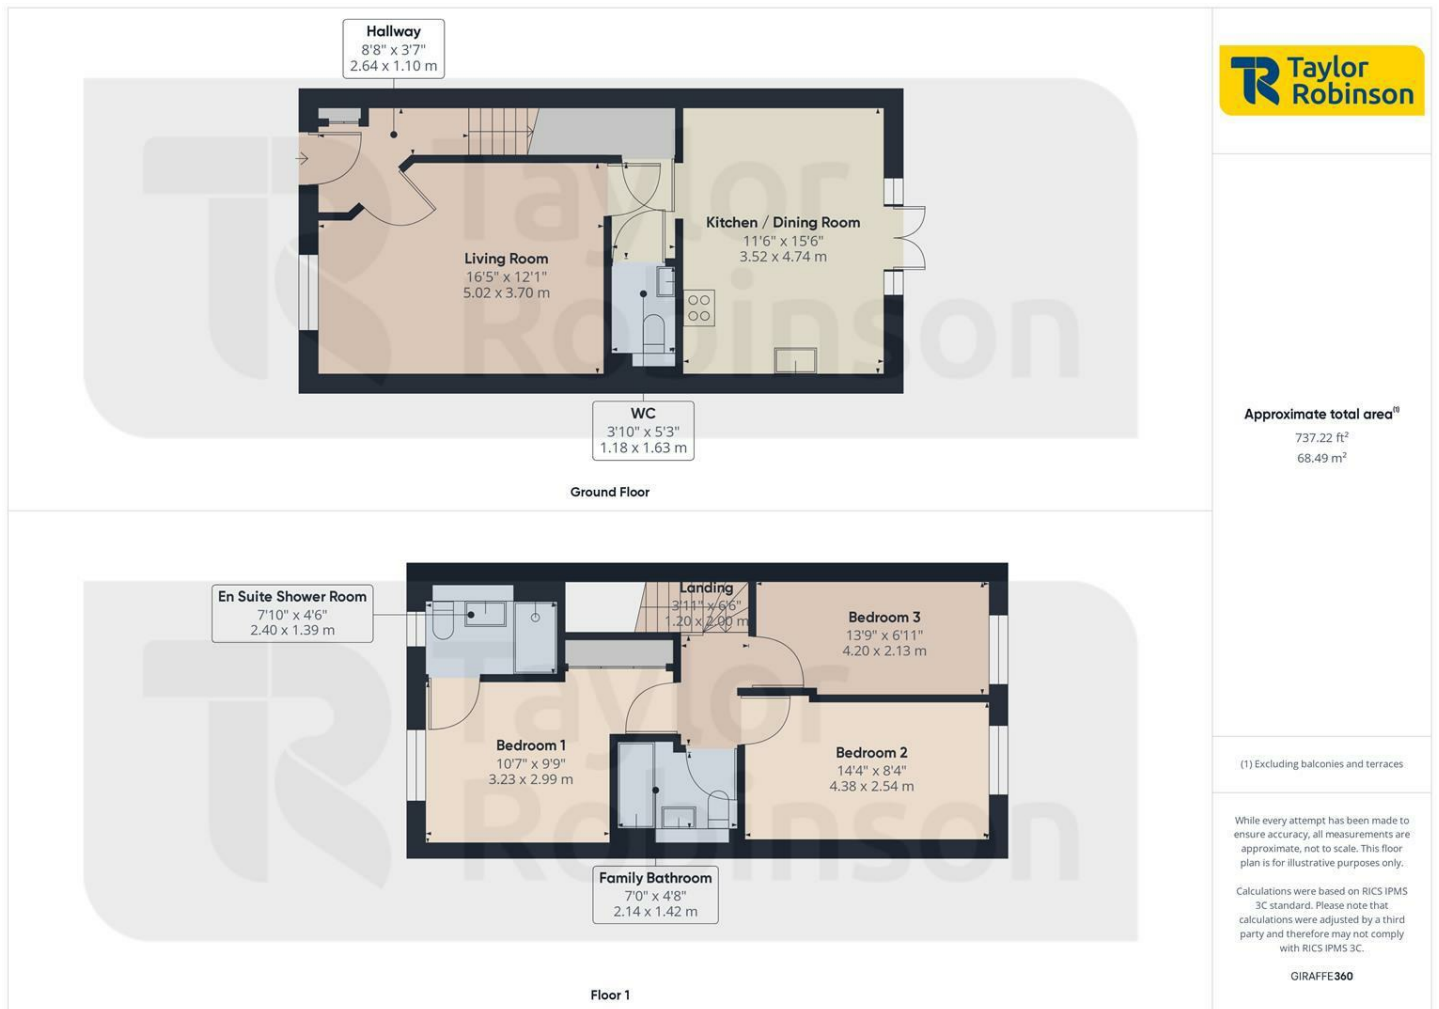 Hallway
8'8" x 3'7"
2.64 x 1.10 m
Living Room
16'5" x 12'1"
5.02 x 3.70 m
Kitchen / Dining Room
11'6" x 15'6"
3.52 x 4.74 m
WC
3'10" x 5'3"
1.18 x 1.63 m
Ground Floor
Taylor
Robinson
En Suite Shower Room
7'10" x 4'6"
2.40 x 1.39 m
Landing
3'11" x 6'6"
1.20 x 2.00 m
Bedroom 3
13'9" x 6'11"
4.20 x 2.13 m
Bedroom 1
10'7" x 9'9"
3.23 x 2.99 m
Bedroom 2
14'4" x 8'4"
4.38 x 2.54 m
Family Bathroom
7'0" x 4'8"
2.14 x 1.42 m
Floor 1
Taylor
Robinson
TR Taylor
Robinson
Approximate total area(1)
737.22 ft²
68.49 m²
(1) Excluding balconies and terraces
While every attempt has been made to
ensure accuracy, all measurements are
approximate, not to scale. This floor
plan is for illustrative purposes only.
Calculations were based on RICS IPMS
3C standard. Please note that
calculations were adjusted by a third
party and therefore may not comply
with RICS IPMS 3C.
GIRAFFE360